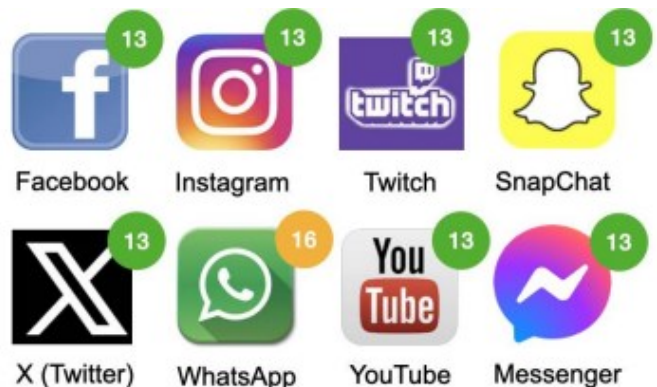 13 13 13 13
f
twitch
Facebook Instagram Twitch SnapChat
13 16 13 13
X
You
Tube
X (Twitter) WhatsApp YouTube Messenger